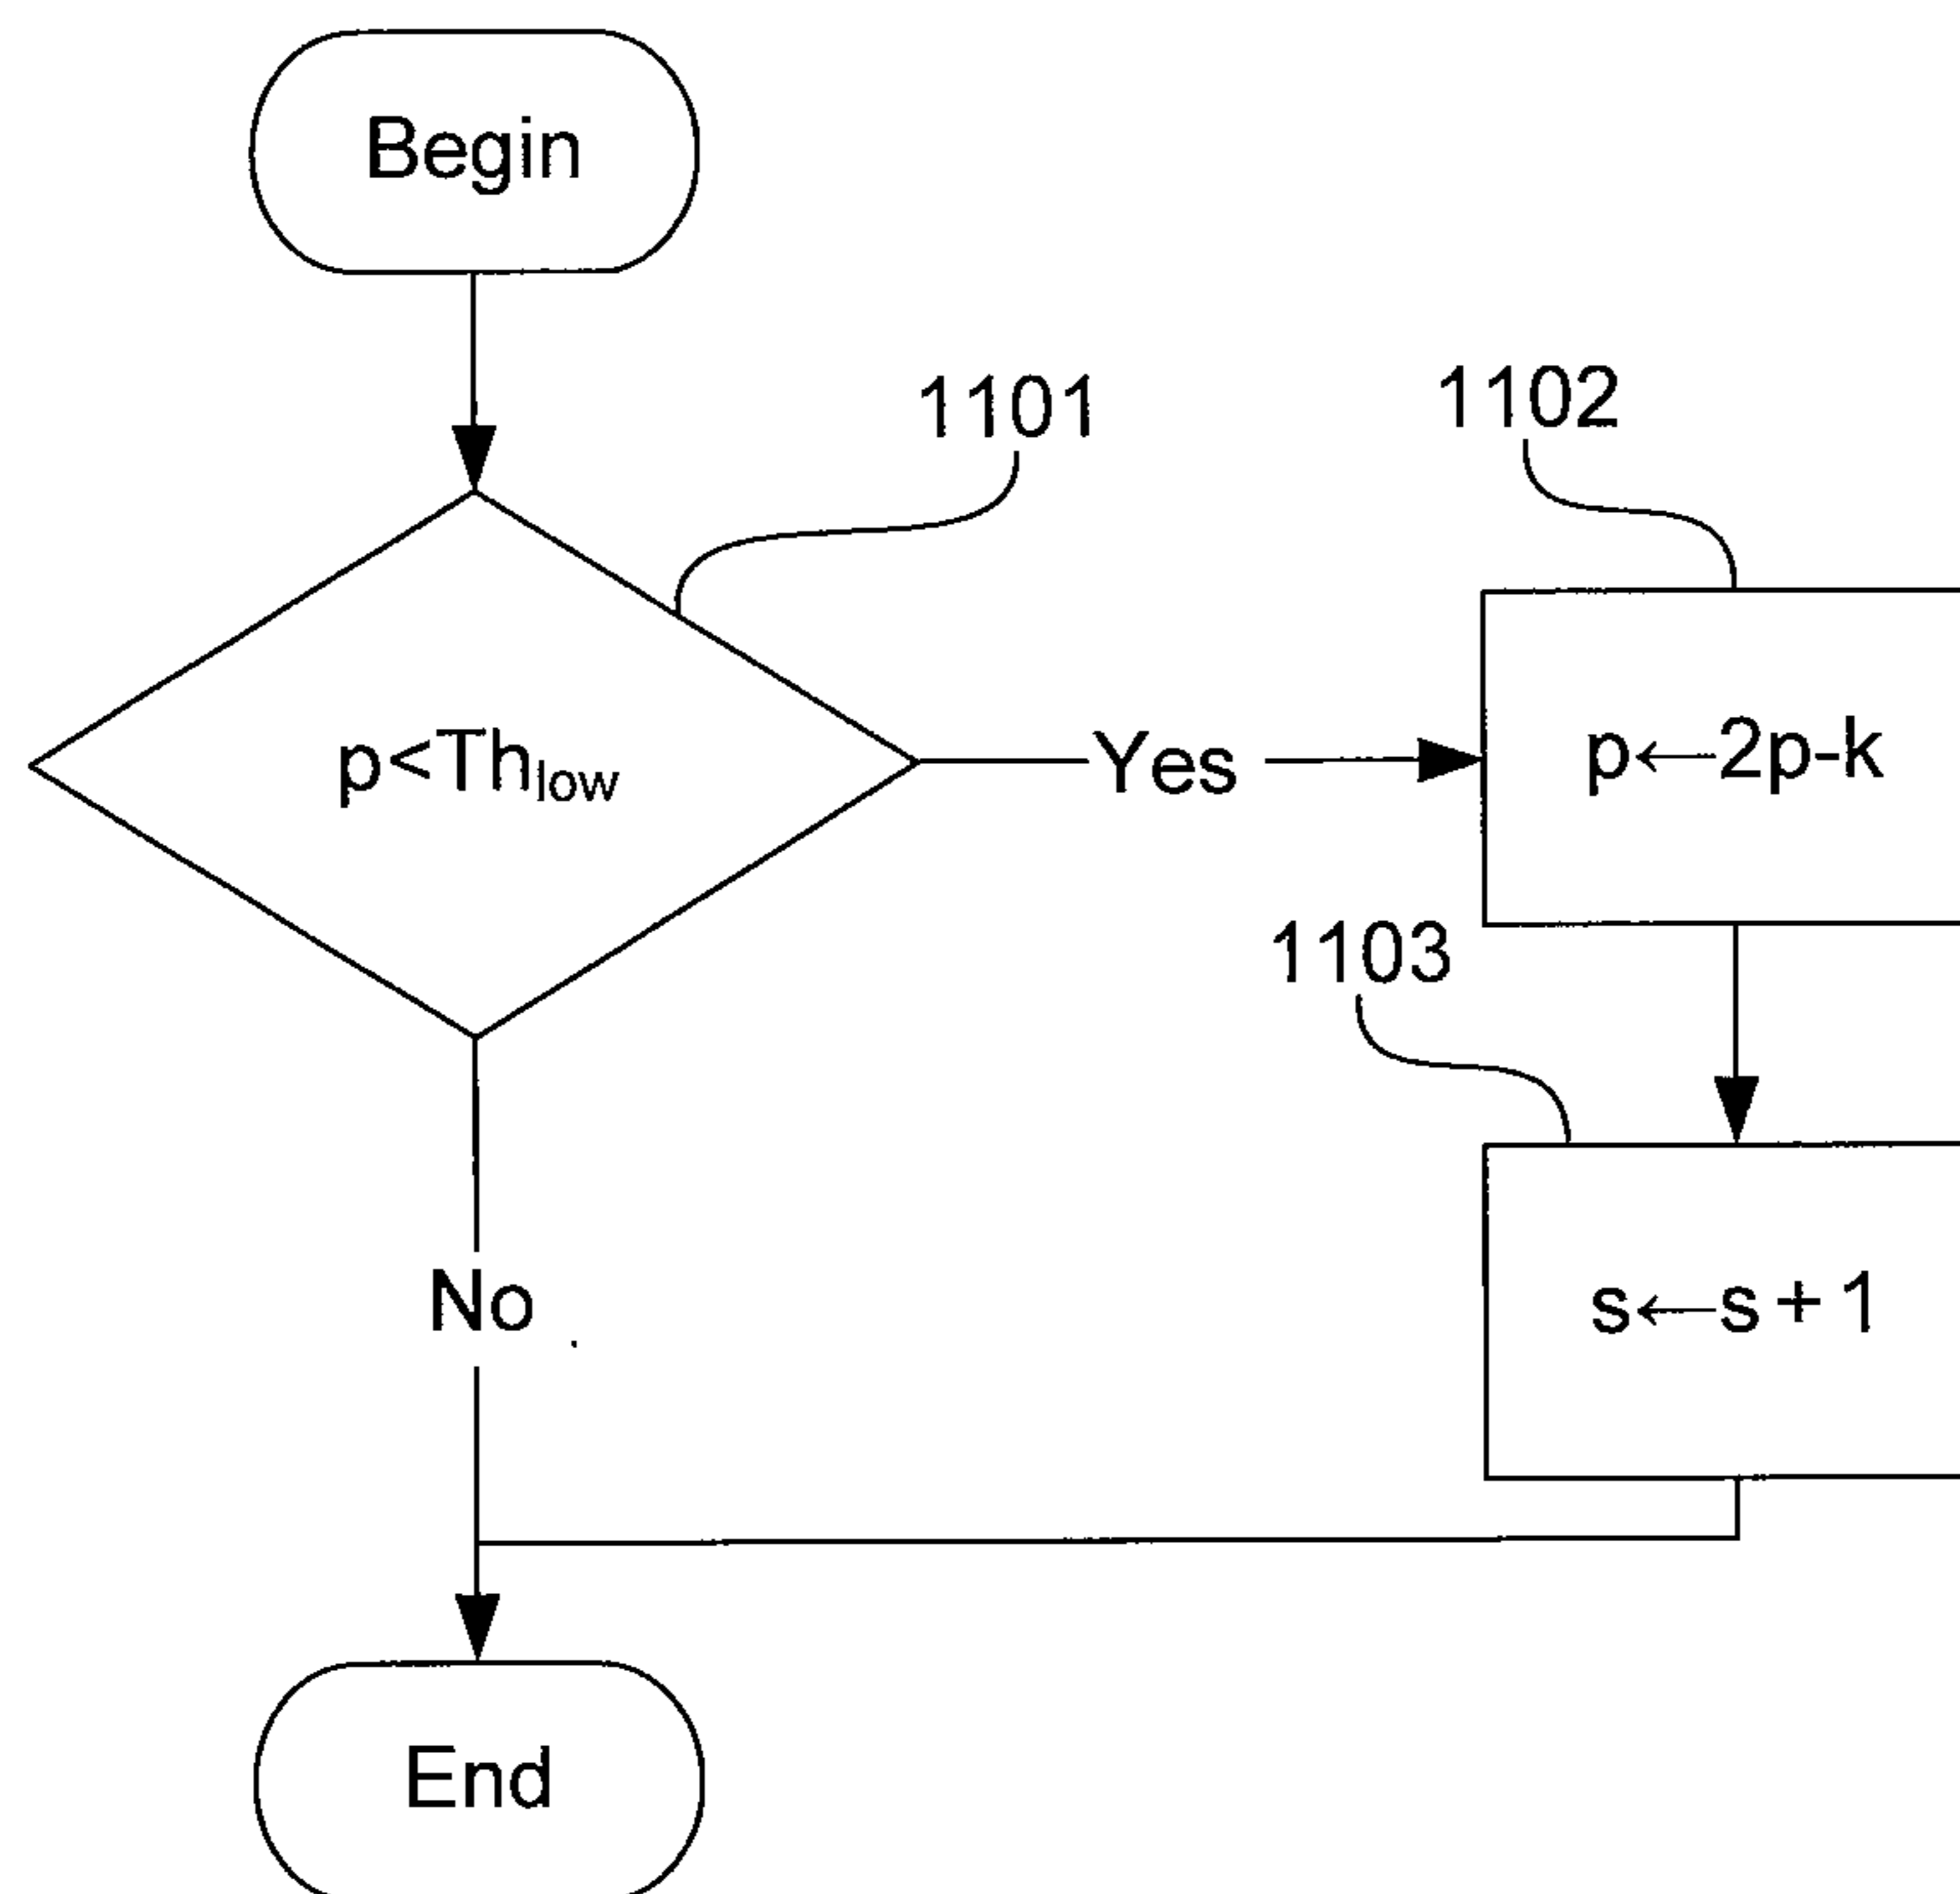 Begin
1101
1102
p<Thlow
Yes
p←2p-k
1103
No
s←s+1
End